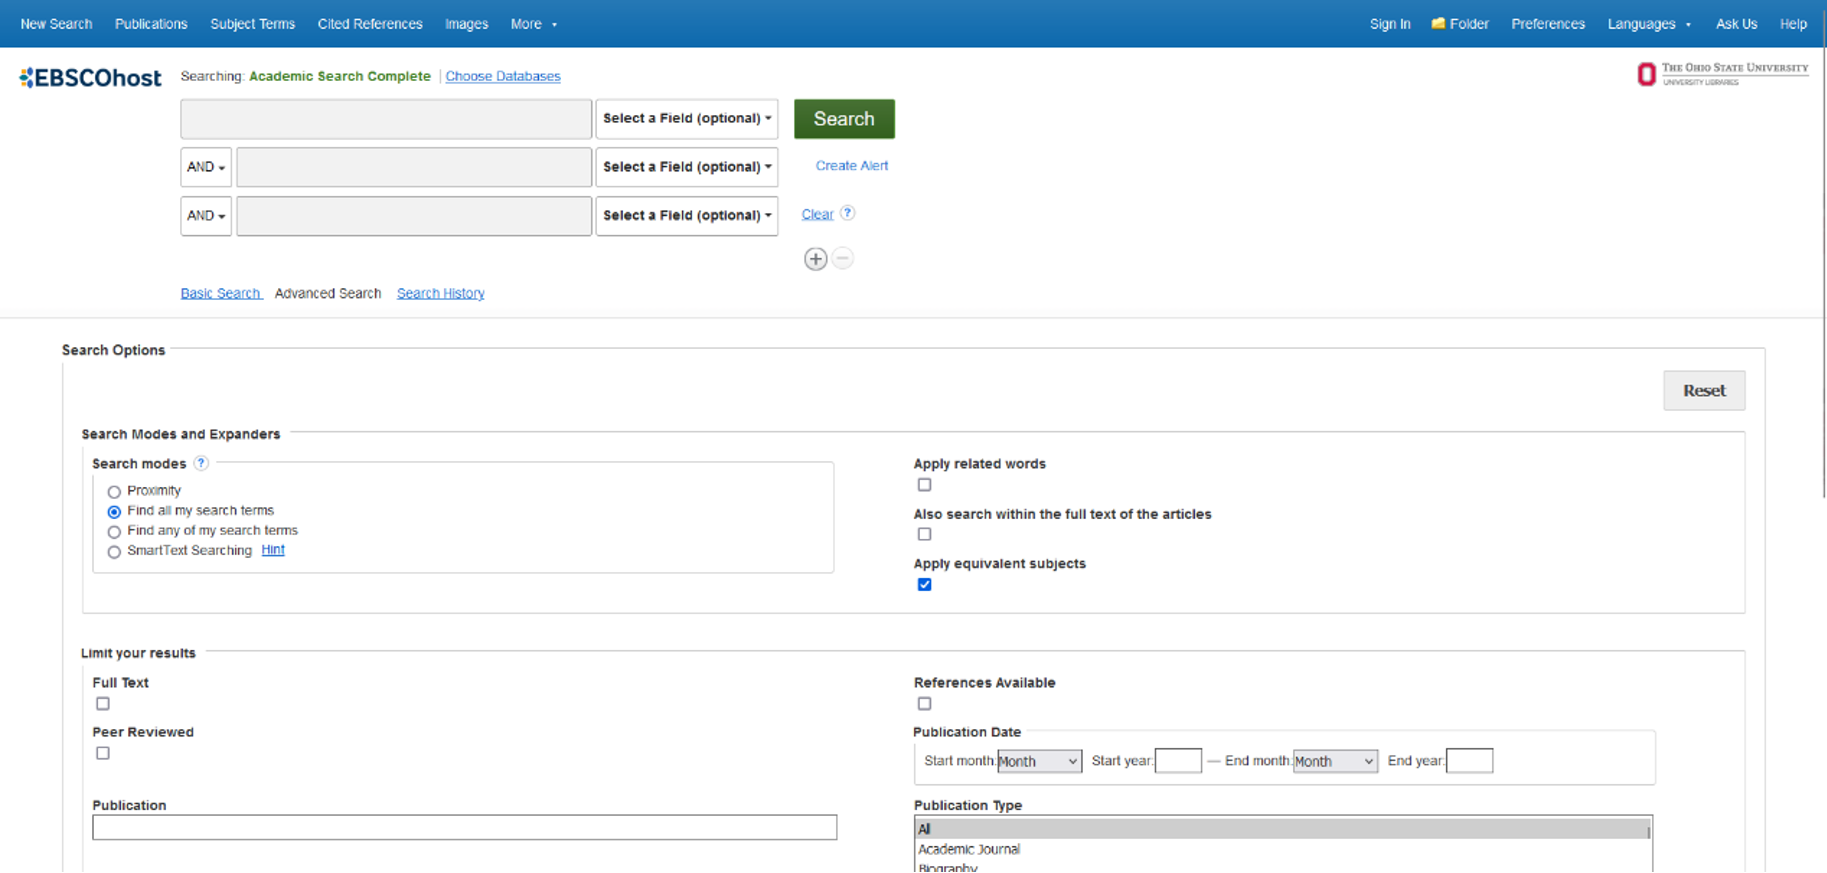 New Search Publications Subject Terms Cited References Images More Sign In Folder Preferences Languages Ask Us Help
EBSCOhost Searching: Academic Search Complete | Choose Databases THE OHIO STATE UNIVERSITY
UNIVERSITY LIBRARIES
Select a Field (optional) Search
AND Select a Field (optional) Create Alert
AND Select a Field (optional) Clear ?
+ −
Basic Search Advanced Search Search History
Search Options
Reset
Search Modes and Expanders
Search modes ? Apply related words
Proximity
Find all my search terms
Also search within the full text of the articles
Find any of my search terms
SmartText Searching Hint
Apply equivalent subjects
Limit your results
Full Text References Available
Peer Reviewed Publication Date
Start month: Month Start year: — End month: Month End year:
Publication Publication Type
All
Academic Journal
Biography